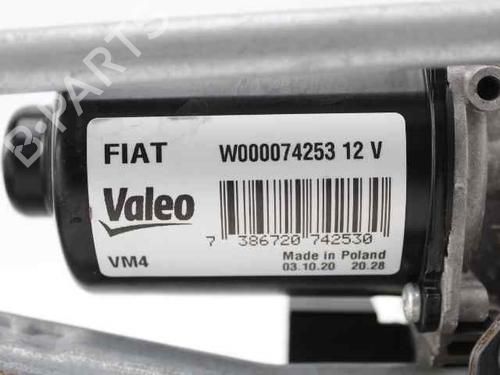 FIAT W000074253 12 V
Valeo
7 386720 742530
VM4 Made in Poland
03.10.20 20.28
B-PARTS